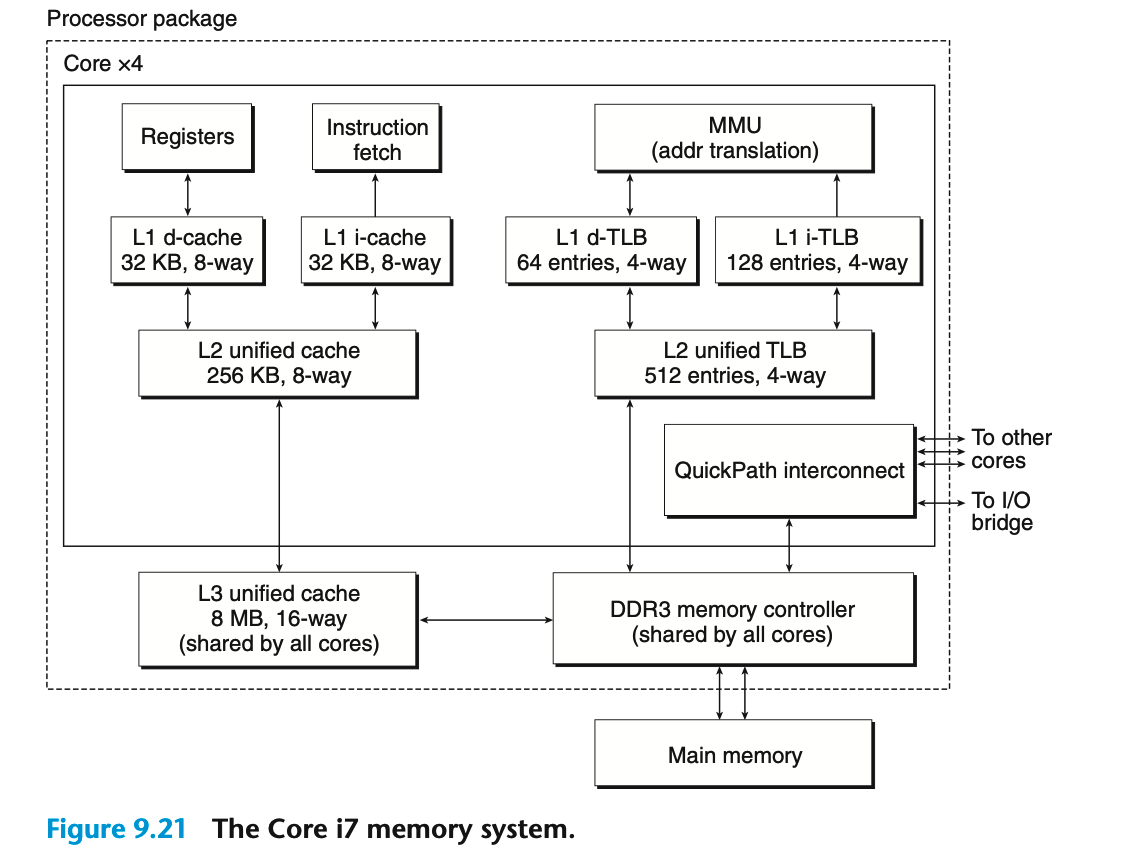 Processor package
Core ×4
Registers
Instruction
fetch
MMU
(addr translation)
L1 d-cache
32 KB, 8-way
L1 i-cache
32 KB, 8-way
L1 d-TLB
64 entries, 4-way
L1 i-TLB
128 entries, 4-way
L2 unified cache
256 KB, 8-way
L2 unified TLB
512 entries, 4-way
QuickPath interconnect
To other
cores
To I/O
bridge
L3 unified cache
8 MB, 16-way
(shared by all cores)
DDR3 memory controller
(shared by all cores)
Main memory
Figure 9.21 The Core i7 memory system.